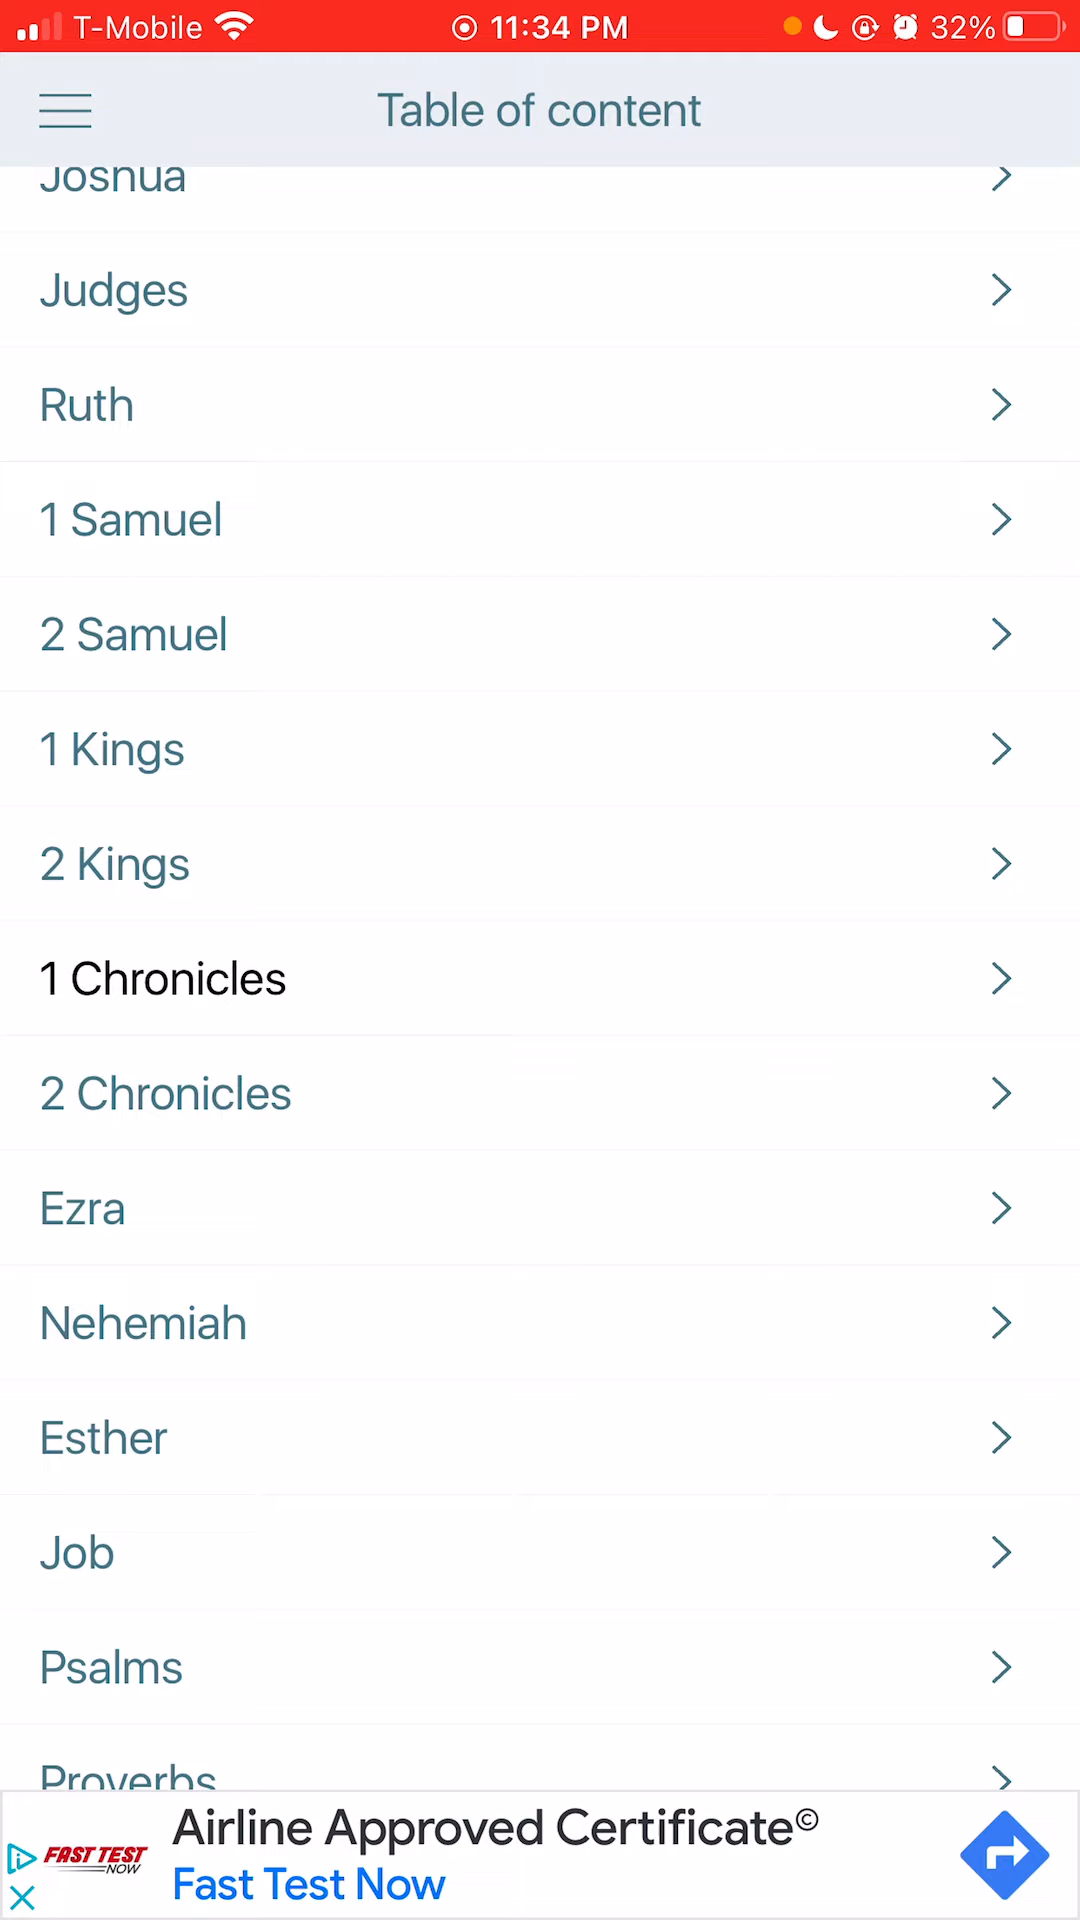 T-Mobile 11:34 PM 32%
Table of content
Joshua
Judges
Ruth
1 Samuel
2 Samuel
1 Kings
2 Kings
1 Chronicles
2 Chronicles
Ezra
Nehemiah
Esther
Job
Psalms
Proverbs
Airline Approved Certificate©
FAST TEST NOW
Fast Test Now